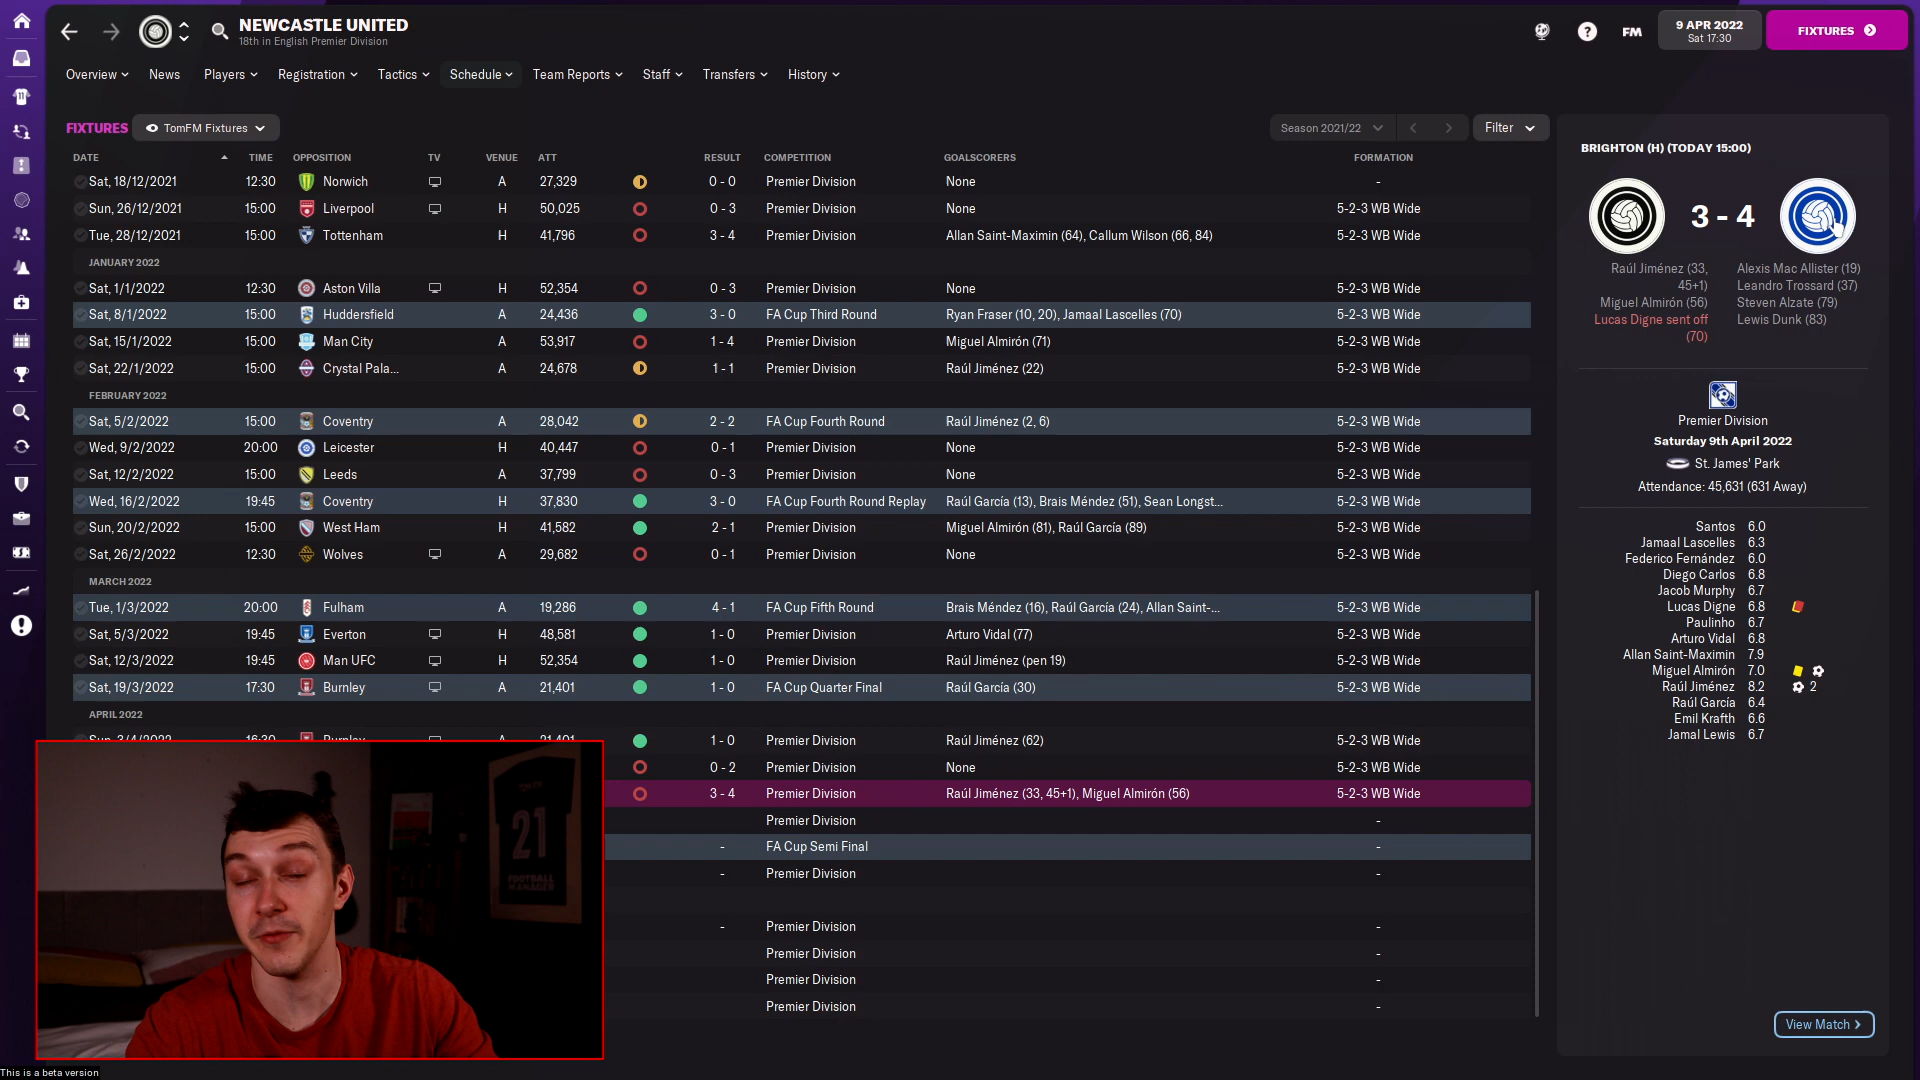 NEWCASTLE UNITED
18th in English Premier Division
FM
9 APR 2022
Sat 17:30
FIXTURES
Overview News Players Registration Tactics Schedule Team Reports Staff Transfers History
FIXTURES TomFM Fixtures Season 2021/22 Filter
DATE TIME OPPOSITION TV VENUE ATT RESULT COMPETITION GOALSCORERS FORMATION
Sat, 18/12/2021 12:30 Norwich A 27,329 0 - 0 Premier Division None -
Sun, 26/12/2021 15:00 Liverpool H 50,025 0 - 3 Premier Division None 5-2-3 WB Wide
Tue, 28/12/2021 15:00 Tottenham H 41,796 3 - 4 Premier Division Allan Saint-Maximin (64), Callum Wilson (66, 84) 5-2-3 WB Wide
JANUARY 2022
Sat, 1/1/2022 12:30 Aston Villa H 52,354 0 - 3 Premier Division None 5-2-3 WB Wide
Sat, 8/1/2022 15:00 Huddersfield A 24,436 3 - 0 FA Cup Third Round Ryan Fraser (10, 20), Jamaal Lascelles (70) 5-2-3 WB Wide
Sat, 15/1/2022 15:00 Man City A 53,917 1 - 4 Premier Division Miguel Almirón (71) 5-2-3 WB Wide
Sat, 22/1/2022 15:00 Crystal Pala... A 24,678 1 - 1 Premier Division Raúl Jiménez (22) 5-2-3 WB Wide
FEBRUARY 2022
Sat, 5/2/2022 15:00 Coventry A 28,042 2 - 2 FA Cup Fourth Round Raúl Jiménez (2, 6) 5-2-3 WB Wide
Wed, 9/2/2022 20:00 Leicester H 40,447 0 - 1 Premier Division None 5-2-3 WB Wide
Sat, 12/2/2022 15:00 Leeds A 37,799 0 - 3 Premier Division None 5-2-3 WB Wide
Wed, 16/2/2022 19:45 Coventry H 37,830 3 - 0 FA Cup Fourth Round Replay Raúl García (13), Brais Méndez (51), Sean Longst... 5-2-3 WB Wide
Sun, 20/2/2022 15:00 West Ham H 41,582 2 - 1 Premier Division Miguel Almirón (81), Raúl García (89) 5-2-3 WB Wide
Sat, 26/2/2022 12:30 Wolves A 29,682 0 - 1 Premier Division None 5-2-3 WB Wide
MARCH 2022
Tue, 1/3/2022 20:00 Fulham A 19,286 4 - 1 FA Cup Fifth Round Brais Méndez (16), Raúl García (24), Allan Saint-... 5-2-3 WB Wide
Sat, 5/3/2022 19:45 Everton H 48,581 1 - 0 Premier Division Arturo Vidal (77) 5-2-3 WB Wide
Sat, 12/3/2022 19:45 Man UFC H 52,354 1 - 0 Premier Division Raúl Jiménez (pen 19) 5-2-3 WB Wide
Sat, 19/3/2022 17:30 Burnley A 21,401 1 - 0 FA Cup Quarter Final Raúl García (30) 5-2-3 WB Wide
APRIL 2022
Sun, 3/4/2022 16:30 Burnley A 21,401 1 - 0 Premier Division Raúl Jiménez (62) 5-2-3 WB Wide
0 - 2 Premier Division None 5-2-3 WB Wide
3 - 4 Premier Division Raúl Jiménez (33, 45+1), Miguel Almirón (56) 5-2-3 WB Wide
Premier Division -
- FA Cup Semi Final -
- Premier Division -
- Premier Division -
Premier Division -
Premier Division -
Premier Division -
21
FOOTBALL
MANAGER
This is a beta version
BRIGHTON (H) (TODAY 15:00)
3 - 4
Raúl Jiménez (33, 45+1)
Miguel Almirón (56)
Lucas Digne sent off (70)
Alexis Mac Allister (19)
Leandro Trossard (37)
Steven Alzate (79)
Lewis Dunk (83)
Premier Division
Saturday 9th April 2022
St. James' Park
Attendance: 45,631 (631 Away)
Santos 6.0
Jamaal Lascelles 6.3
Federico Fernández 6.0
Diego Carlos 6.8
Jacob Murphy 6.7
Lucas Digne 6.8
Paulinho 6.7
Arturo Vidal 6.8
Allan Saint-Maximin 7.9
Miguel Almirón 7.0
Raúl Jiménez 8.2 2
Raúl García 6.4
Emil Krafth 6.6
Jamal Lewis 6.7
View Match